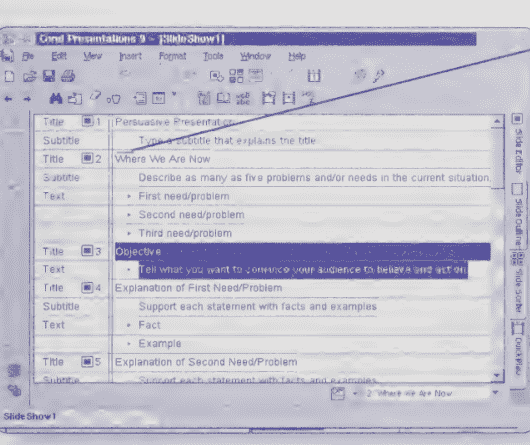 Corel Presentations 9 - [SlideShow1]
File Edit View Insert Format Tools Window Help
Title 1 Persuasive Presentation
Subtitle Type a subtitle that explains the title
Title 2 Where We Are Now
Subtitle Describe as many as five problems and/or needs in the current situation
Text • First need/problem
• Second need/problem
• Third need/problem
Title 3 Objective
Text • Tell what you want to convince your audience to believe and act on
Title 4 Explanation of First Need/Problem
Subtitle Support each statement with facts and examples
Text • Fact
• Example
Title 5 Explanation of Second Need/Problem
Subtitle Support each statement with facts and examples
2 Where We Are Now
Slide Show1
Slide Editor
Slide Outliner
Slide Sorter
QuickPlay